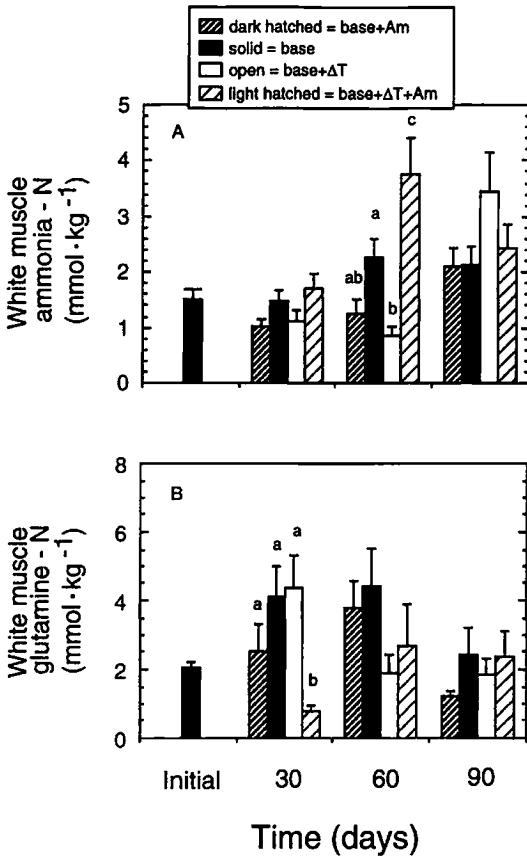 dark hatched = base+Am
solid = base
open = base+ΔT
light hatched = base+ΔT+Am
A
White muscle
ammonia - N
(mmol · kg⁻¹)
5
4
3
2
1
0
ab
a
b
c
B
White muscle
glutamine - N
(mmol · kg⁻¹)
8
6
4
2
0
a
a
a
b
Initial 30 60 90
Time (days)